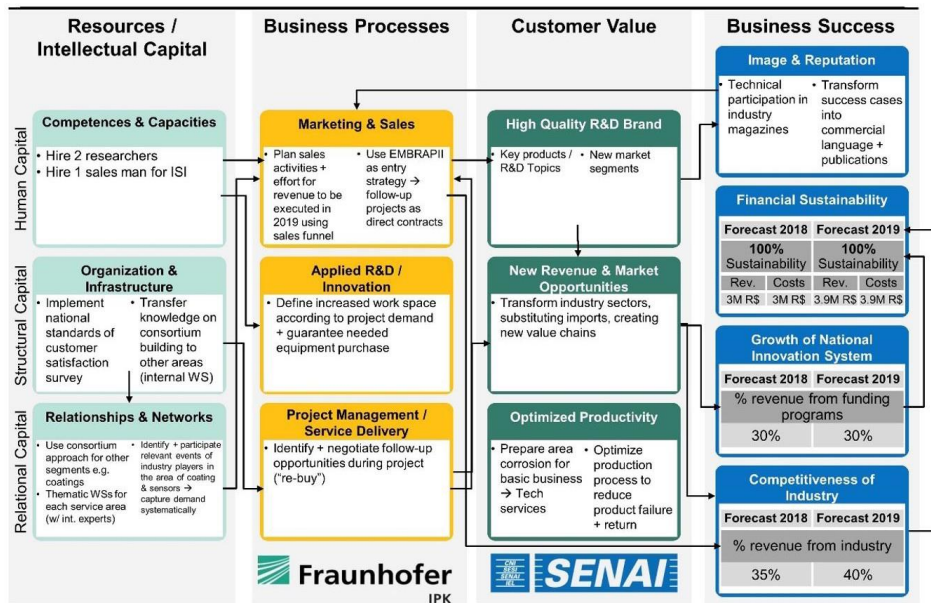 Resources /
Intellectual Capital
Business Processes
Customer Value
Business Success
Human Capital
Structural Capital
Relational Capital
Competences & Capacities
• Hire 2 researchers
• Hire 1 sales man for ISI
Organization &
Infrastructure
• Implement
national
standards of
customer
satisfaction
survey
• Transfer
knowledge on
consortium
building to
other areas
(internal WS)
Relationships & Networks
• Use consortium
approach for other
segments e.g.
coatings
• Thematic WSs for
each service area
(w/ int. experts)
• Identify + participate
relevant events of
industry players in
the area of coating
& sensors →
capture demand
systematically
Marketing & Sales
• Plan sales
activities +
effort for
revenue to be
executed in
2019 using
sales funnel
• Use EMBRAPII
as entry
strategy →
follow-up
projects as
direct contracts
Applied R&D /
Innovation
• Define increased work space
according to project demand
+ guarantee needed
equipment purchase
Project Management /
Service Delivery
• Identify + negotiate follow-up
opportunities during project
("re-buy")
High Quality R&D Brand
• Key products /
R&D Topics
• New market
segments
New Revenue & Market
Opportunities
• Transform industry sectors,
substituting imports, creating
new value chains
Optimized Productivity
• Prepare area
corrosion for
basic business
→ Tech
services
• Optimize
production
process to
reduce
product failure
+ return
Image & Reputation
• Technical
participation in
industry
magazines
• Transform
success cases
into
commercial
language +
publications
Financial Sustainability
Forecast 2018 Forecast 2019
100% 100%
Sustainability Sustainability
Rev. Costs Rev. Costs
3M R$ 3M R$ 3.9M R$ 3.9M R$
Growth of National
Innovation System
Forecast 2018 Forecast 2019
% revenue from funding
programs
30% 30%
Competitiveness of
Industry
Forecast 2018 Forecast 2019
% revenue from industry
35% 40%
Fraunhofer
IPK
CNI
SESI
SENAI
IEL
SENAI